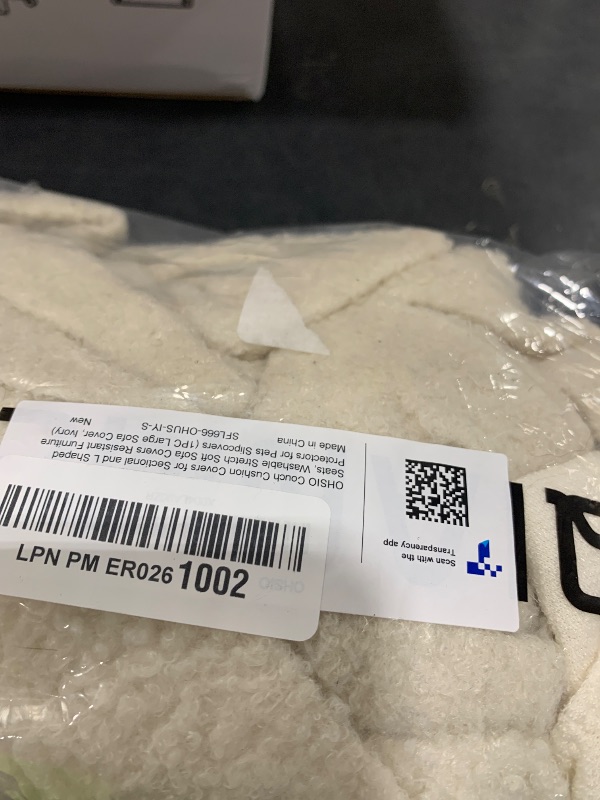 OHSIO Couch Cushion Covers for Sectional and L Shaped
Seats, Washable Stretch Soft Sofa Covers Resistant Furniture
Protectors for Pets Slipcovers (1PC Large Sofa Cover, Ivory)
SFL666-OHUS-IY-S
Made in China
New
Scan with the
Transparency app
LPN PM ER026 1002